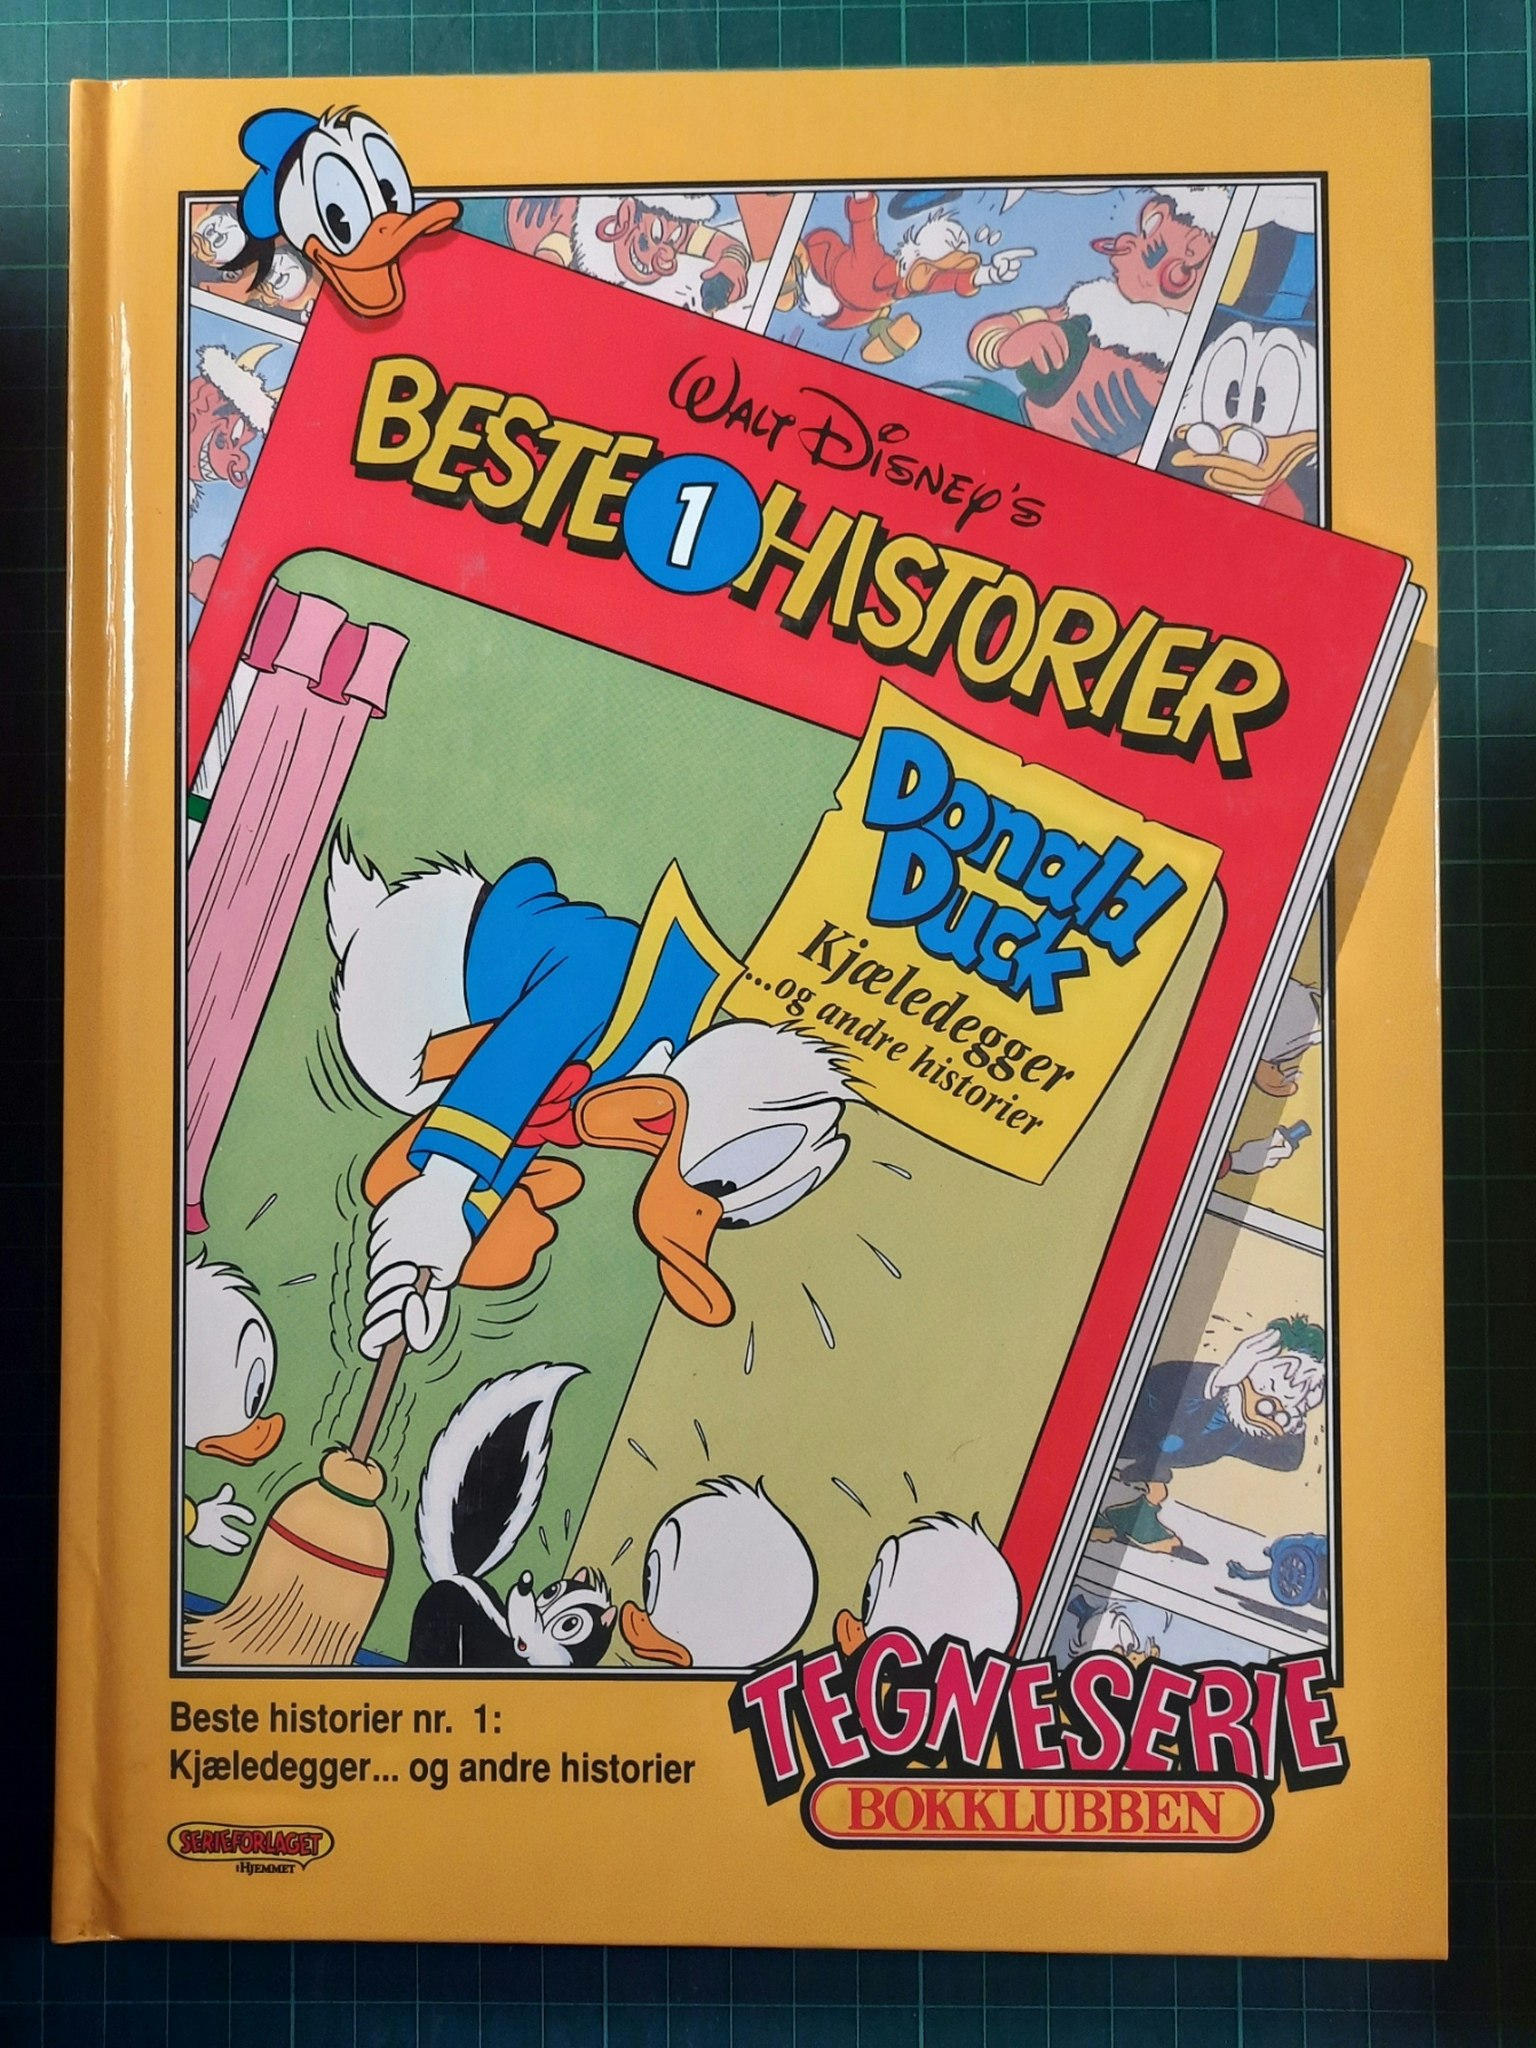 WALT DISNEY'S
BESTE 1 HISTORIER
Donald
Duck
Kjæledegger
...og andre historier
Beste historier nr. 1:
Kjæledegger... og andre historier
TEGNESERIE
BOKKLUBBEN
SERIEFORLAGET
HJEMMET